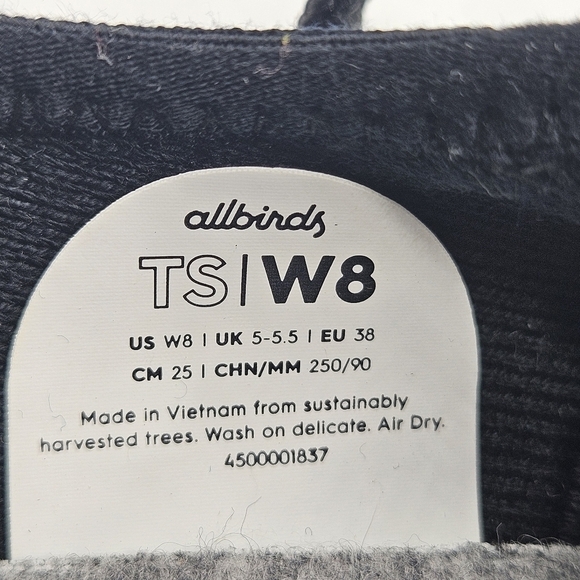 allbirds
TS|W8
US W8 | UK 5-5.5 | EU 38
CM 25 | CHN/MM 250/90
Made in Vietnam from sustainably
harvested trees. Wash on delicate. Air Dry.
4500001837